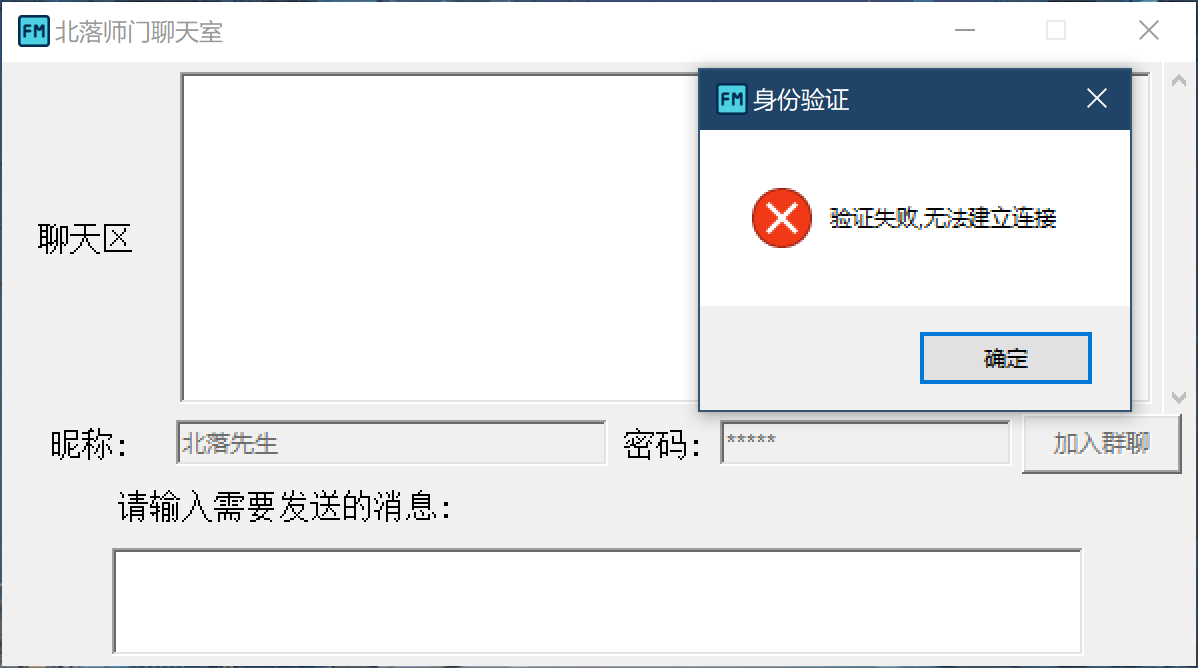 FM 北落师门聊天室
FM 身份验证
验证失败,无法建立连接
确定
聊天区
昵称: 北落先生 密码: ***** 加入群聊
请输入需要发送的消息: